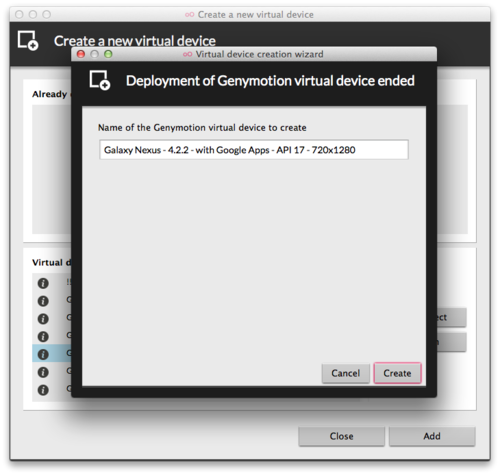 Create a new virtual device
Create a new virtual device
Virtual device creation wizard
Deployment of Genymotion virtual device ended
Already
Name of the Genymotion virtual device to create
Galaxy Nexus - 4.2.2 - with Google Apps - API 17 - 720x1280
Virtual d
Cancel
Create
Close
Add